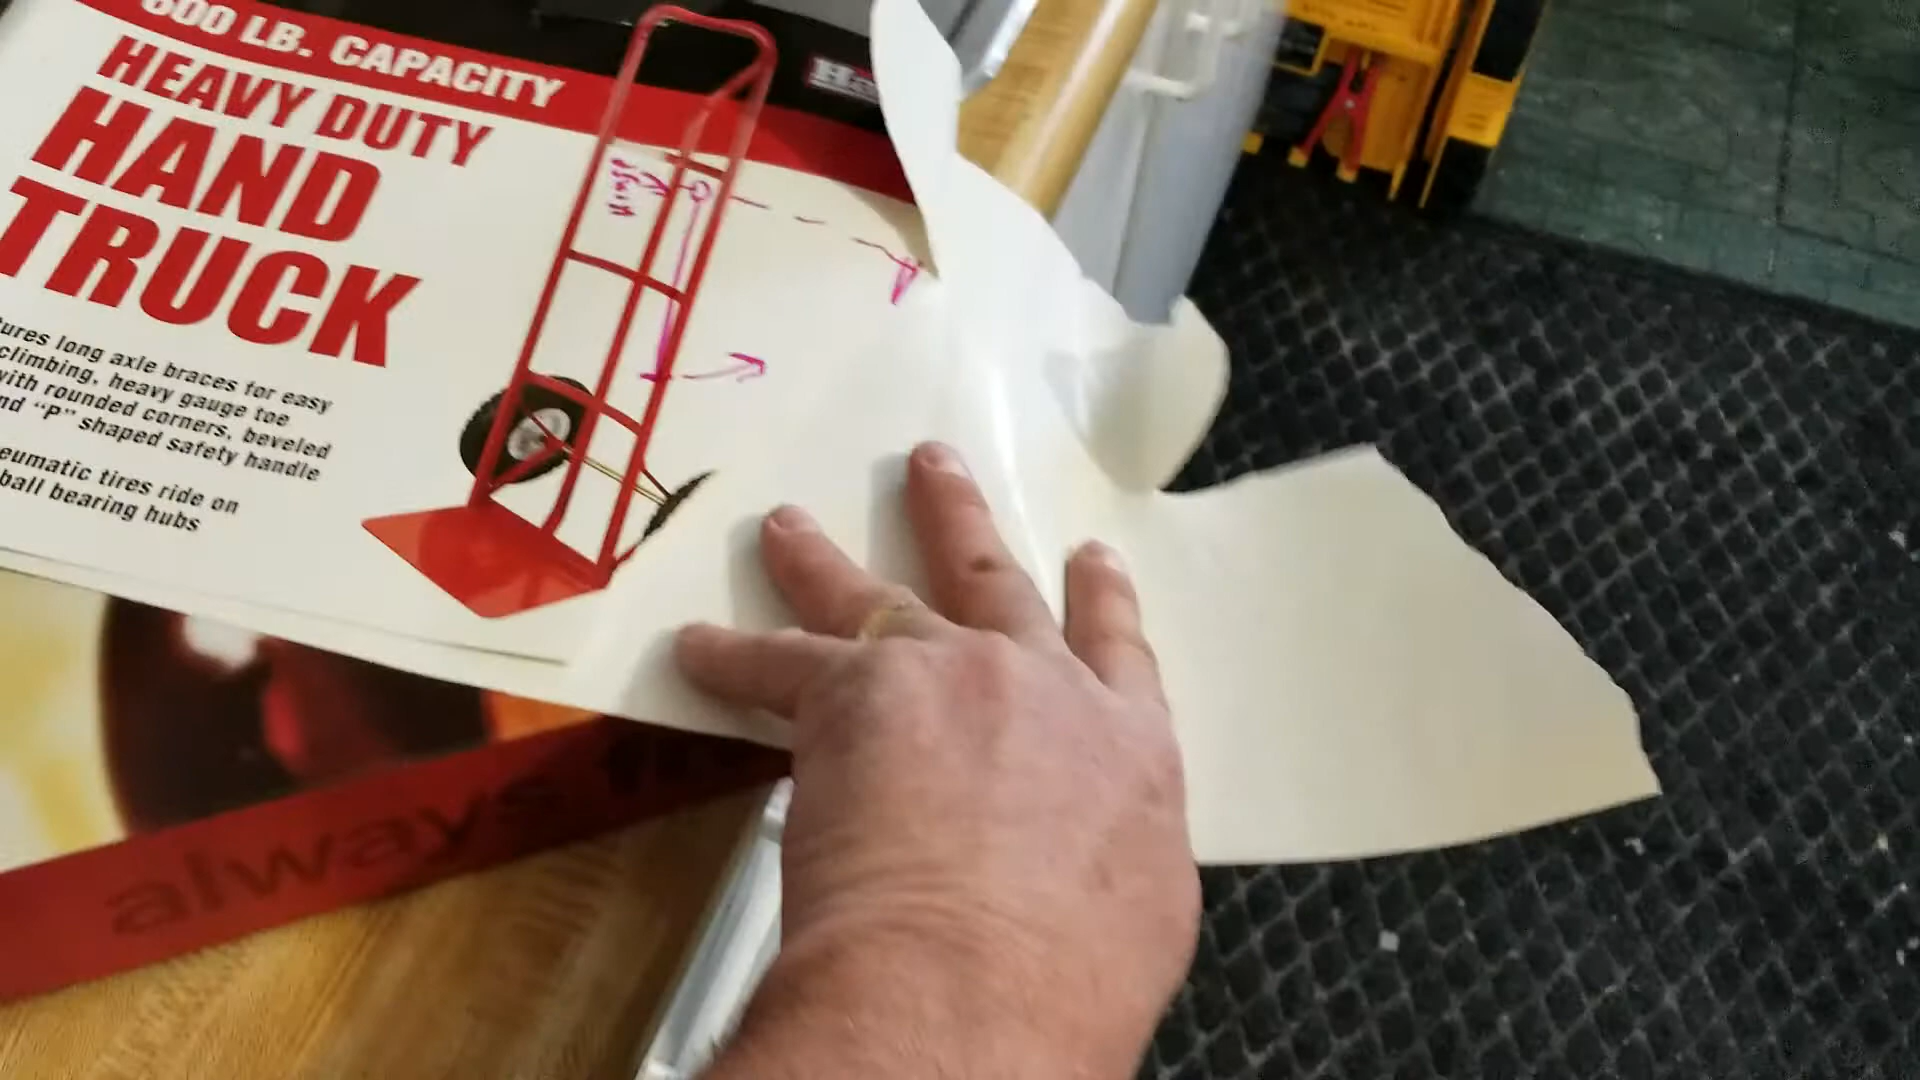 600 LB. CAPACITY
HEAVY DUTY
HAND
TRUCK
tures long axle braces for easy
climbing, heavy gauge toe
with rounded corners, beveled
nd “P” shaped safety handle
eumatic tires ride on
ball bearing hubs
always